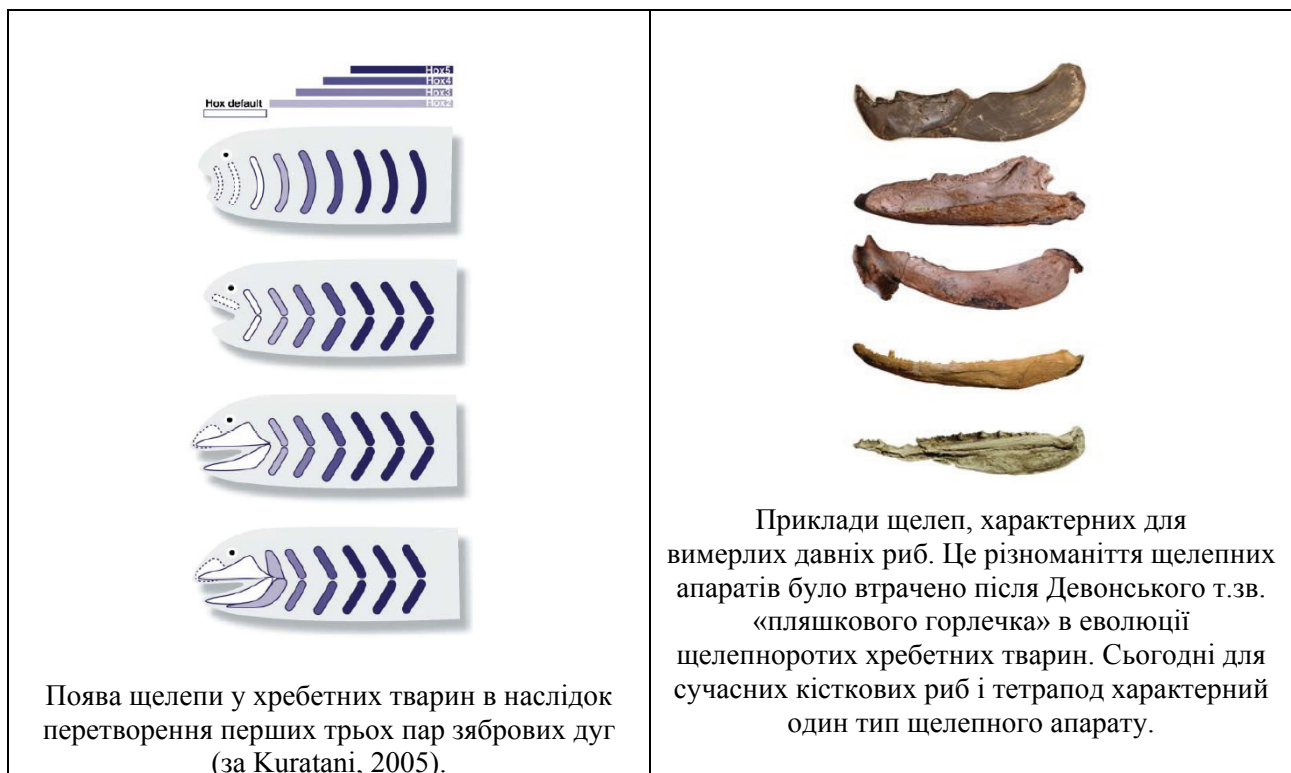 Hox5
Hox4
Hox3
Hox2
Hox default
Поява щелепи у хребетних тварин в наслідок
перетворення перших трьох пар зябрових дуг
(за Kuratani, 2005).
Приклади щелеп, характерних для
вимерлих давніх риб. Це різноманіття щелепних
апаратів було втрачено після Девонського т.зв.
«пляшкового горлечка» в еволюції
щелепноротих хребетних тварин. Сьогодні для
сучасних кісткових риб і тетрапод характерний
один тип щелепного апарату.